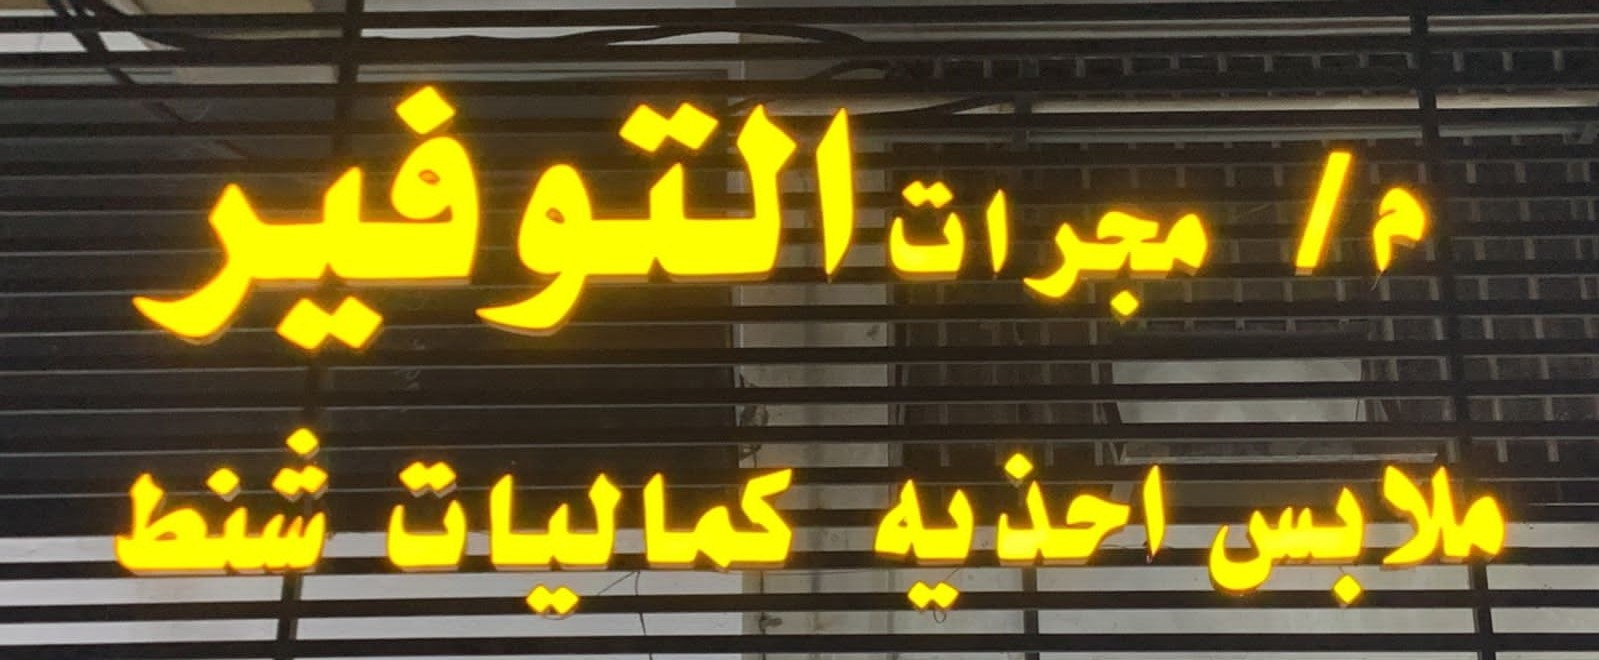 م/ مجرات التوفير
ملابس احذيه كماليات شنط